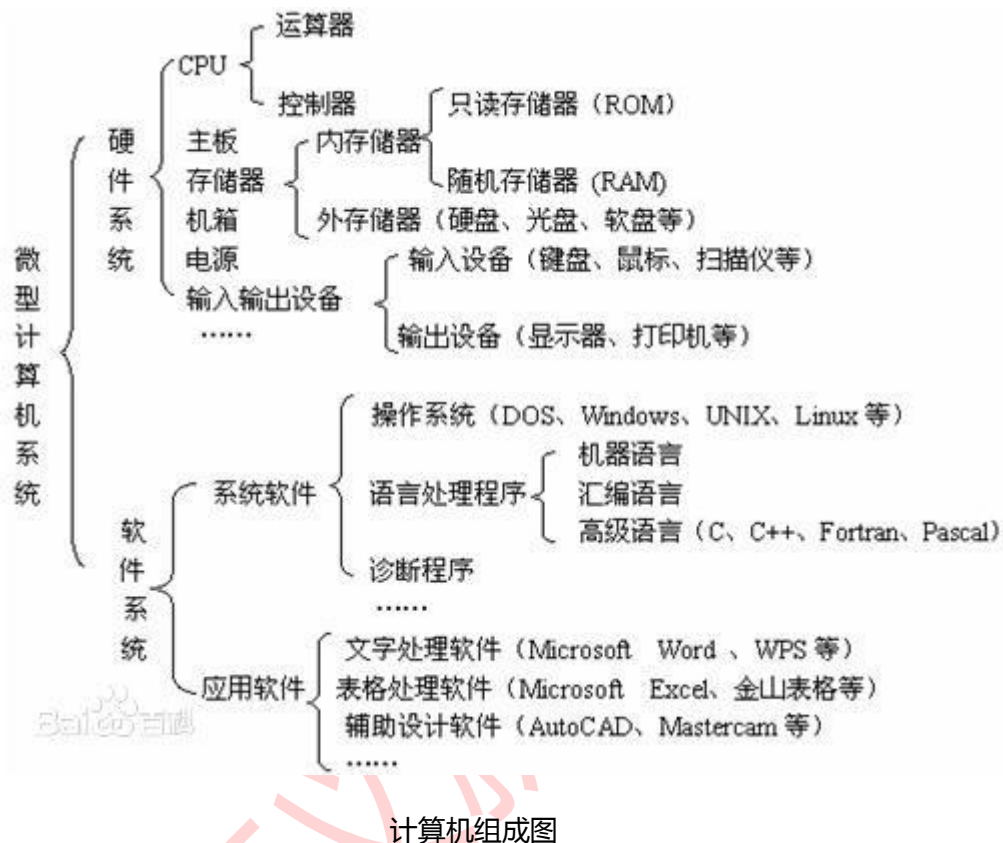 微型计算机系统
硬件系统
CPU
运算器
控制器
主板
存储器
内存储器
只读存储器（ROM）
随机存储器 (RAM)
外存储器（硬盘、光盘、软盘等）
机箱
电源
输入输出设备
输入设备（键盘、鼠标、扫描仪等）
输出设备（显示器、打印机等）
……
软件系统
系统软件
操作系统（DOS、Windows、UNIX、Linux 等）
语言处理程序
机器语言
汇编语言
高级语言（C、C++、Fortran、Pascal）
诊断程序
……
应用软件
文字处理软件（Microsoft Word 、WPS 等）
表格处理软件（Microsoft Excel、金山表格等）
辅助设计软件（AutoCAD、Mastercam 等）
……
Bai百科
计算机组成图